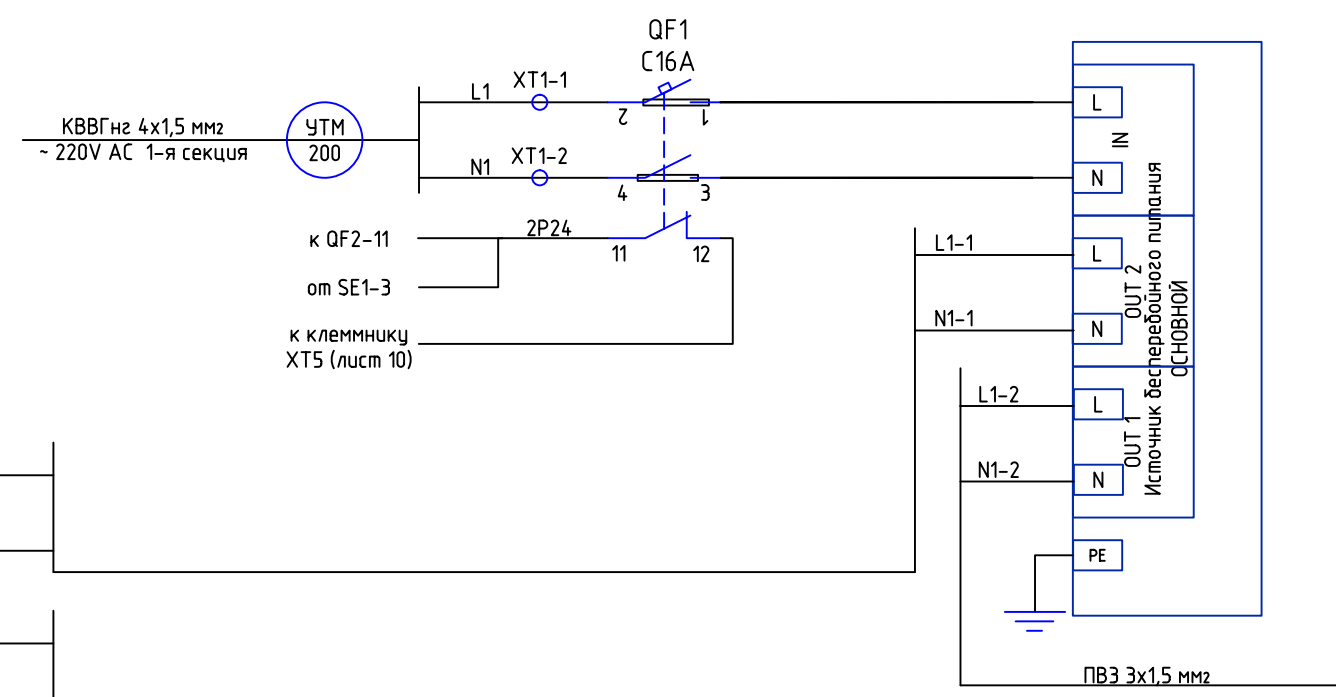 QF1
C16A
КВВГнг 4х1,5 мм2
~ 220V AC 1-я секция
УТМ
200
L1
XT1-1
2
1
N1
XT1-2
4
3
к QF2-11
2P24
11
12
от SE1-3
к клеммнику
XT5 (лист 10)
L
IN
N
L1-1
L
OUT 2
N1-1
N
L1-2
L
OUT 1
N1-2
N
Источник бесперебойного питания
ОСНОВНОЙ
PE
ПВ3 3х1,5 мм2